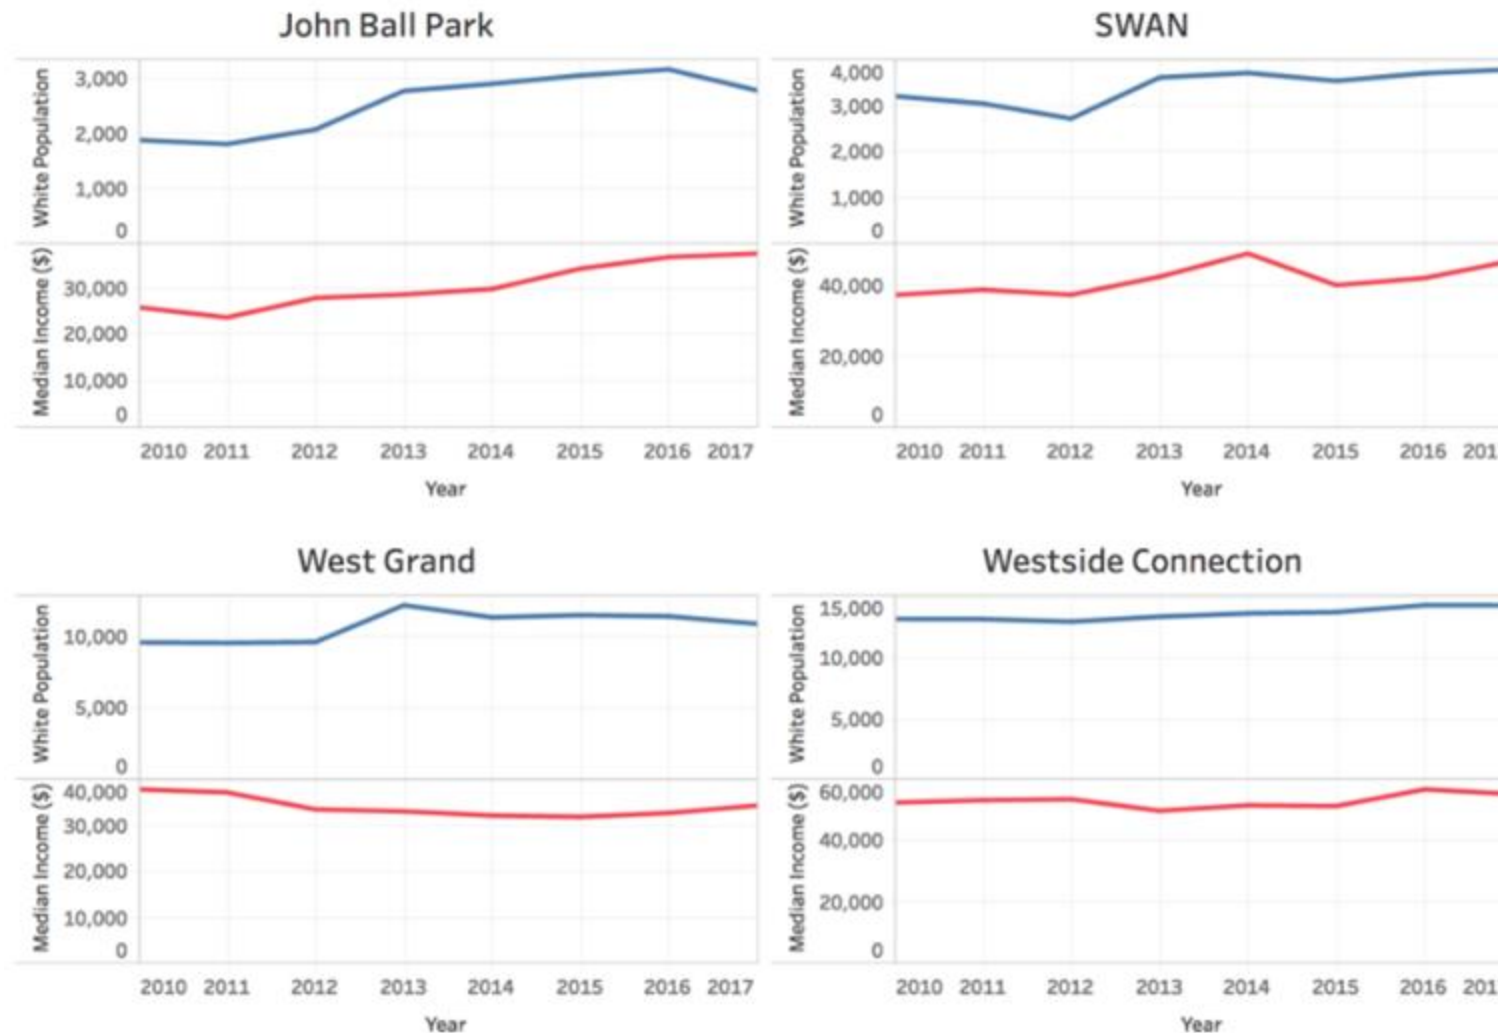 John Ball Park
White Population
3,000
2,000
1,000
0
Median Income ($)
30,000
20,000
10,000
0
2010 2011 2012 2013 2014 2015 2016 2017
Year
SWAN
White Population
4,000
3,000
2,000
1,000
0
Median Income ($)
40,000
20,000
0
2010 2011 2012 2013 2014 2015 2016 201
Year
West Grand
White Population
10,000
5,000
0
Median Income ($)
40,000
30,000
20,000
10,000
0
2010 2011 2012 2013 2014 2015 2016 2017
Year
Westside Connection
White Population
15,000
10,000
5,000
0
Median Income ($)
60,000
40,000
20,000
0
2010 2011 2012 2013 2014 2015 2016 201
Year